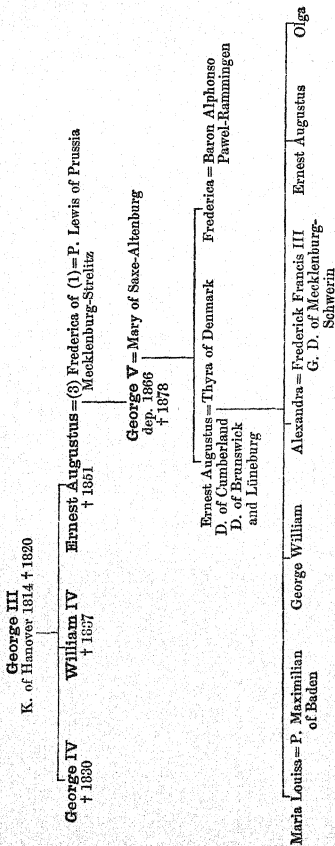 George III
K. of Hanover 1814 † 1820
George IV
† 1830
William IV
† 1837
Ernest Augustus=(3) Frederica of (1)=P. Lewis of Prussia
† 1851
Mecklenburg-Strelitz
George V=Mary of Saxe-Altenburg
dep. 1866
† 1878
Ernest Augustus=Thyra of Denmark
D. of Cumberland
D. of Brunswick
and Lüneburg
Frederica=Baron Alphonso
Pawel-Rammingen
Maria Louisa=P. Maximilian
of Baden
George William
Alexandra=Frederick Francis III
G. D. of Mecklenburg-
Schwerin
Ernest Augustus
Olga